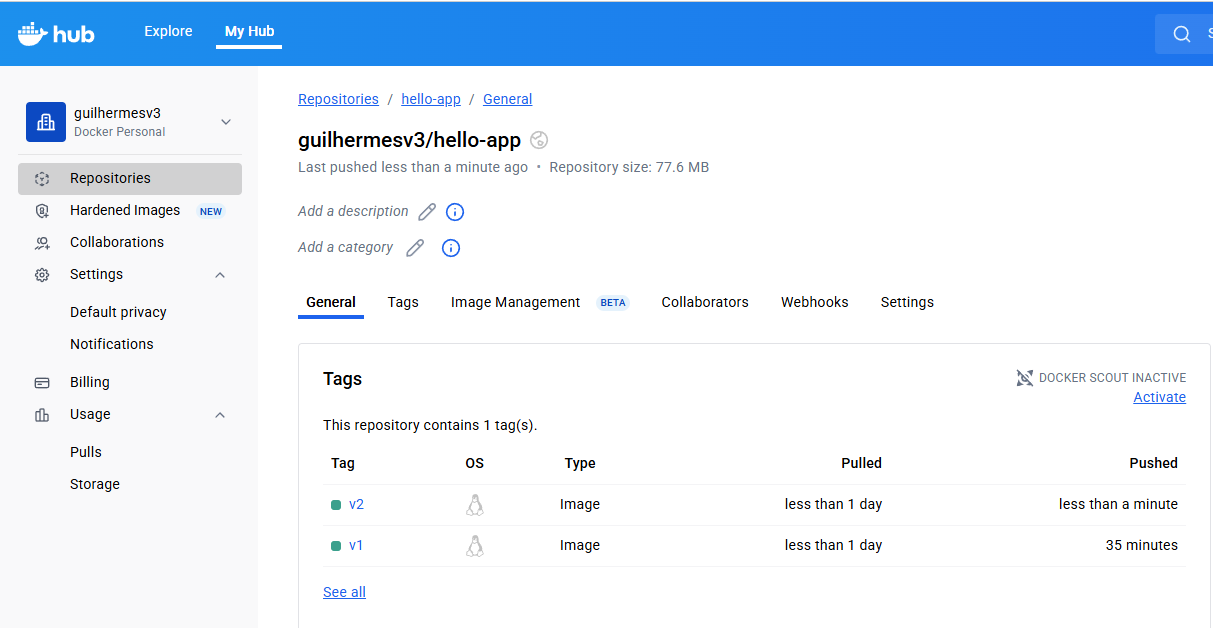 hub
Explore
My Hub
guilhermesv3
Docker Personal
Repositories
Hardened Images NEW
Collaborations
Settings
Default privacy
Notifications
Billing
Usage
Pulls
Storage
Repositories / hello-app / General
guilhermesv3/hello-app
Last pushed less than a minute ago • Repository size: 77.6 MB
Add a description
Add a category
General Tags Image Management BETA Collaborators Webhooks Settings
Tags
DOCKER SCOUT INACTIVE
Activate
This repository contains 1 tag(s).
Tag OS Type Pulled Pushed
v2 Image less than 1 day less than a minute
v1 Image less than 1 day 35 minutes
See all